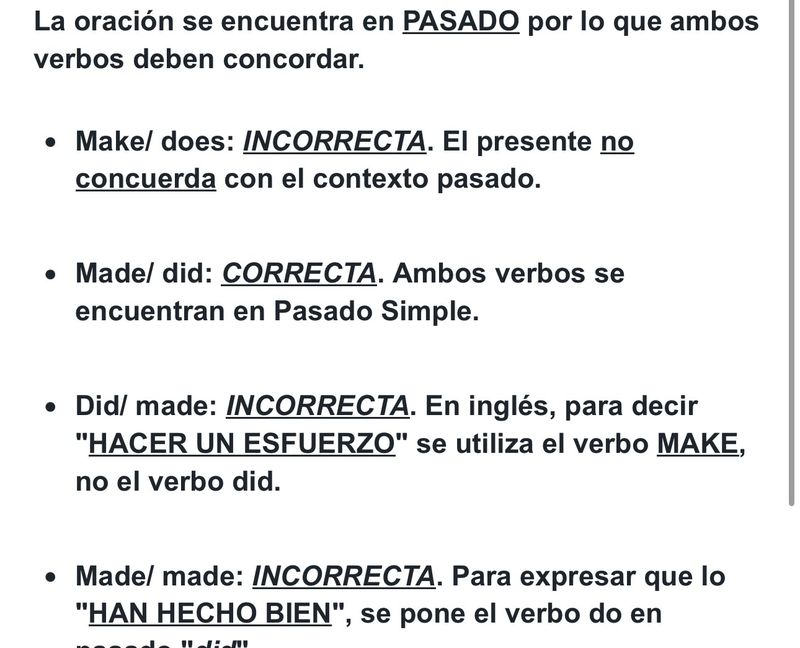 La oración se encuentra en PASADO por lo que ambos
verbos deben concordar.
• Make/ does: INCORRECTA. El presente no
concuerda con el contexto pasado.
• Made/ did: CORRECTA. Ambos verbos se
encuentran en Pasado Simple.
• Did/ made: INCORRECTA. En inglés, para decir
"HACER UN ESFUERZO" se utiliza el verbo MAKE,
no el verbo did.
• Made/ made: INCORRECTA. Para expresar que lo
"HAN HECHO BIEN", se pone el verbo do en
pasado "did"